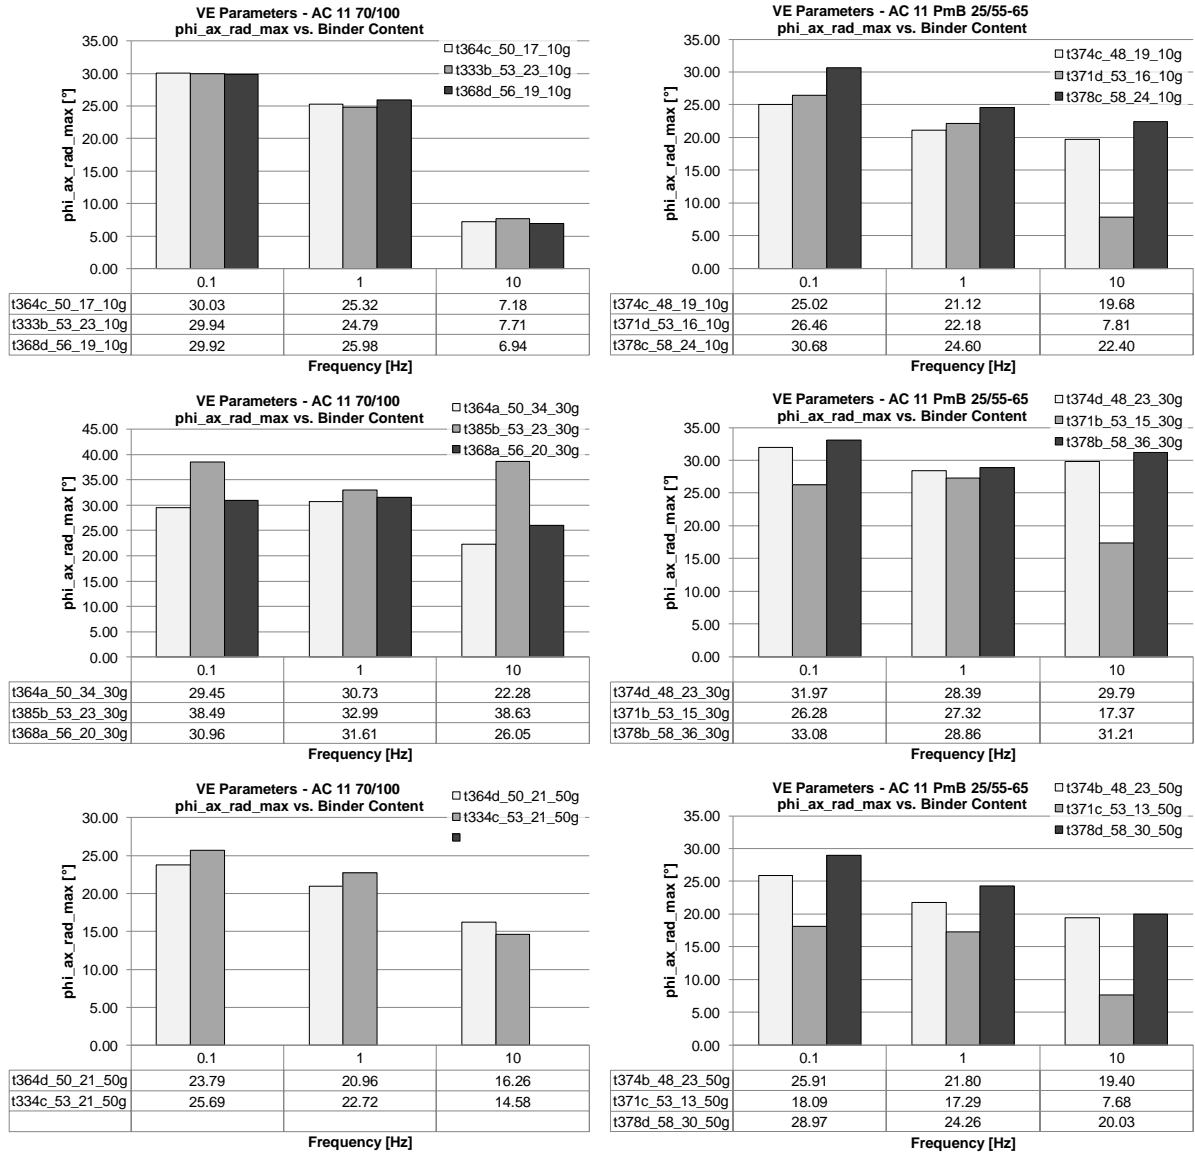 VE Parameters - AC 11 70/100
phi_ax_rad_max vs. Binder Content
t364c_50_17_10g
t333b_53_23_10g
t368d_56_19_10g
phi_ax_rad_max [°]
35.00
30.00
25.00
20.00
15.00
10.00
5.00
0.00
0.1 1 10
t364c_50_17_10g 30.03 25.32 7.18
t333b_53_23_10g 29.94 24.79 7.71
t368d_56_19_10g 29.92 25.98 6.94
Frequency [Hz]
VE Parameters - AC 11 PmB 25/55-65
phi_ax_rad_max vs. Binder Content
t374c_48_19_10g
t371d_53_16_10g
t378c_58_24_10g
phi_ax_rad_max [°]
35.00
30.00
25.00
20.00
15.00
10.00
5.00
0.00
0.1 1 10
t374c_48_19_10g 25.02 21.12 19.68
t371d_53_16_10g 26.46 22.18 7.81
t378c_58_24_10g 30.68 24.60 22.40
Frequency [Hz]
VE Parameters - AC 11 70/100
phi_ax_rad_max vs. Binder Content
t364a_50_34_30g
t385b_53_23_30g
t368a_56_20_30g
phi_ax_rad_max [°]
45.00
40.00
35.00
30.00
25.00
20.00
15.00
10.00
5.00
0.00
0.1 1 10
t364a_50_34_30g 29.45 30.73 22.28
t385b_53_23_30g 38.49 32.99 38.63
t368a_56_20_30g 30.96 31.61 26.05
Frequency [Hz]
VE Parameters - AC 11 PmB 25/55-65
phi_ax_rad_max vs. Binder Content
t374d_48_23_30g
t371b_53_15_30g
t378b_58_36_30g
phi_ax_rad_max [°]
35.00
30.00
25.00
20.00
15.00
10.00
5.00
0.00
0.1 1 10
t374d_48_23_30g 31.97 28.39 29.79
t371b_53_15_30g 26.28 27.32 17.37
t378b_58_36_30g 33.08 28.86 31.21
Frequency [Hz]
VE Parameters - AC 11 70/100
phi_ax_rad_max vs. Binder Content
t364d_50_21_50g
t334c_53_21_50g
phi_ax_rad_max [°]
30.00
25.00
20.00
15.00
10.00
5.00
0.00
0.1 1 10
t364d_50_21_50g 23.79 20.96 16.26
t334c_53_21_50g 25.69 22.72 14.58
Frequency [Hz]
VE Parameters - AC 11 PmB 25/55-65
phi_ax_rad_max vs. Binder Content
t374b_48_23_50g
t371c_53_13_50g
t378d_58_30_50g
phi_ax_rad_max [°]
35.00
30.00
25.00
20.00
15.00
10.00
5.00
0.00
0.1 1 10
t374b_48_23_50g 25.91 21.80 19.40
t371c_53_13_50g 18.09 17.29 7.68
t378d_58_30_50g 28.97 24.26 20.03
Frequency [Hz]